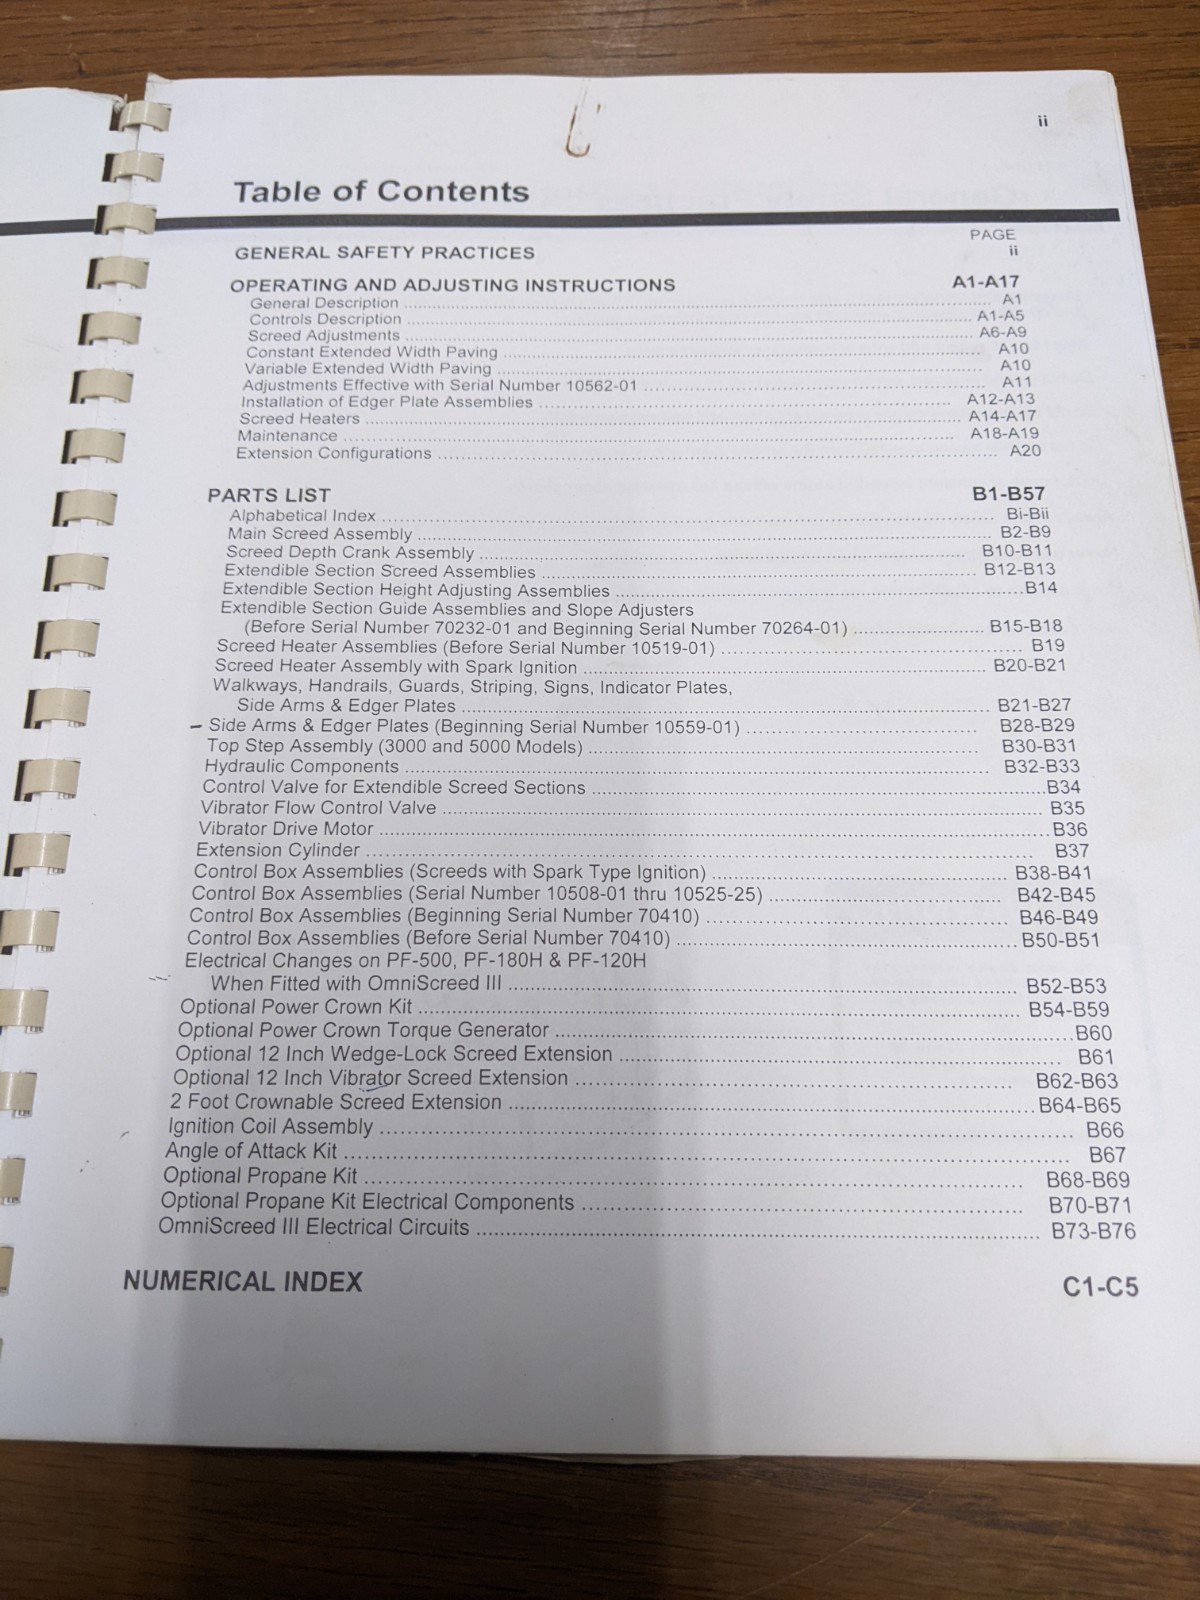 ii
Table of Contents
PAGE
GENERAL SAFETY PRACTICES ii
OPERATING AND ADJUSTING INSTRUCTIONS A1-A17
General Description ........ A1
Controls Description ........ A1-A5
Screed Adjustments ........ A6-A9
Constant Extended Width Paving ........ A10
Variable Extended Width Paving ........ A10
Adjustments Effective with Serial Number 10562-01 ........ A11
Installation of Edger Plate Assemblies ........ A12-A13
Screed Heaters ........ A14-A17
Maintenance ........ A18-A19
Extension Configurations ........ A20
PARTS LIST B1-B57
Alphabetical Index ........ Bi-Bii
Main Screed Assembly ........ B2-B9
Screed Depth Crank Assembly ........ B10-B11
Extendible Section Screed Assemblies ........ B12-B13
Extendible Section Height Adjusting Assemblies ........ B14
Extendible Section Guide Assemblies and Slope Adjusters
(Before Serial Number 70232-01 and Beginning Serial Number 70264-01) ........ B15-B18
Screed Heater Assemblies (Before Serial Number 10519-01) ........ B19
Screed Heater Assembly with Spark Ignition ........ B20-B21
Walkways, Handrails, Guards, Striping, Signs, Indicator Plates,
Side Arms & Edger Plates ........ B21-B27
Side Arms & Edger Plates (Beginning Serial Number 10559-01) ........ B28-B29
Top Step Assembly (3000 and 5000 Models) ........ B30-B31
Hydraulic Components ........ B32-B33
Control Valve for Extendible Screed Sections ........ B34
Vibrator Flow Control Valve ........ B35
Vibrator Drive Motor ........ B36
Extension Cylinder ........ B37
Control Box Assemblies (Screeds with Spark Type Ignition) ........ B38-B41
Control Box Assemblies (Serial Number 10508-01 thru 10525-25) ........ B42-B45
Control Box Assemblies (Beginning Serial Number 70410) ........ B46-B49
Control Box Assemblies (Before Serial Number 70410) ........ B50-B51
Electrical Changes on PF-500, PF-180H & PF-120H
When Fitted with OmniScreed III ........ B52-B53
Optional Power Crown Kit ........ B54-B59
Optional Power Crown Torque Generator ........ B60
Optional 12 Inch Wedge-Lock Screed Extension ........ B61
Optional 12 Inch Vibrator Screed Extension ........ B62-B63
2 Foot Crownable Screed Extension ........ B64-B65
Ignition Coil Assembly ........ B66
Angle of Attack Kit ........ B67
Optional Propane Kit ........ B68-B69
Optional Propane Kit Electrical Components ........ B70-B71
OmniScreed III Electrical Circuits ........ B73-B76
NUMERICAL INDEX C1-C5